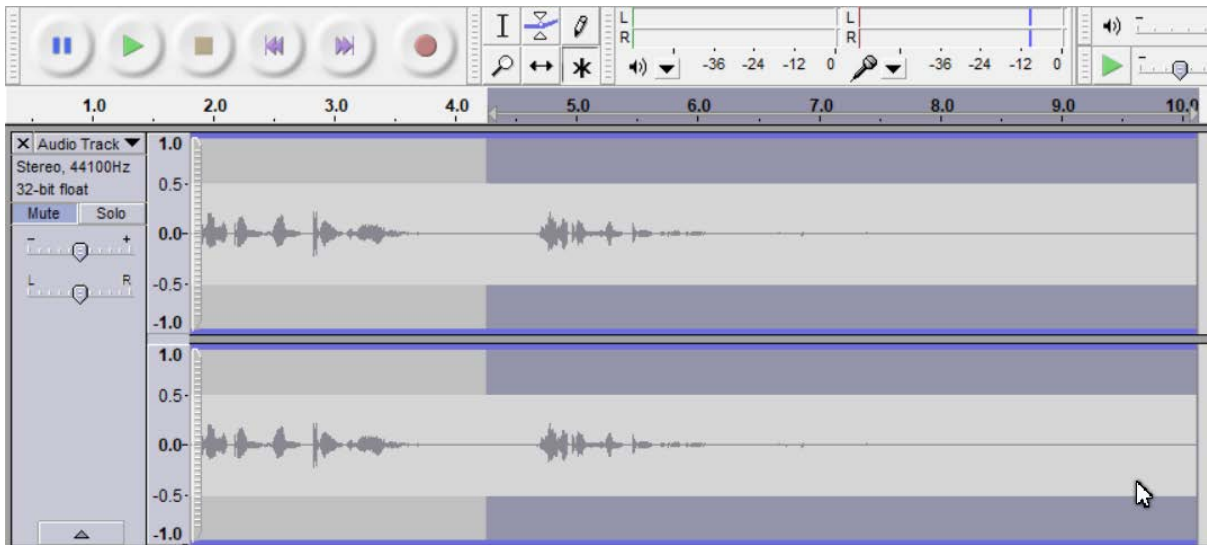 L
R
L
R
-36 -24 -12 0
-36 -24 -12 0
1.0 2.0 3.0 4.0 5.0 6.0 7.0 8.0 9.0 10.0
X Audio Track
Stereo, 44100Hz
32-bit float
Mute Solo
- +
L R
1.0
0.5-
0.0-
-0.5-
-1.0
1.0
0.5-
0.0-
-0.5-
-1.0